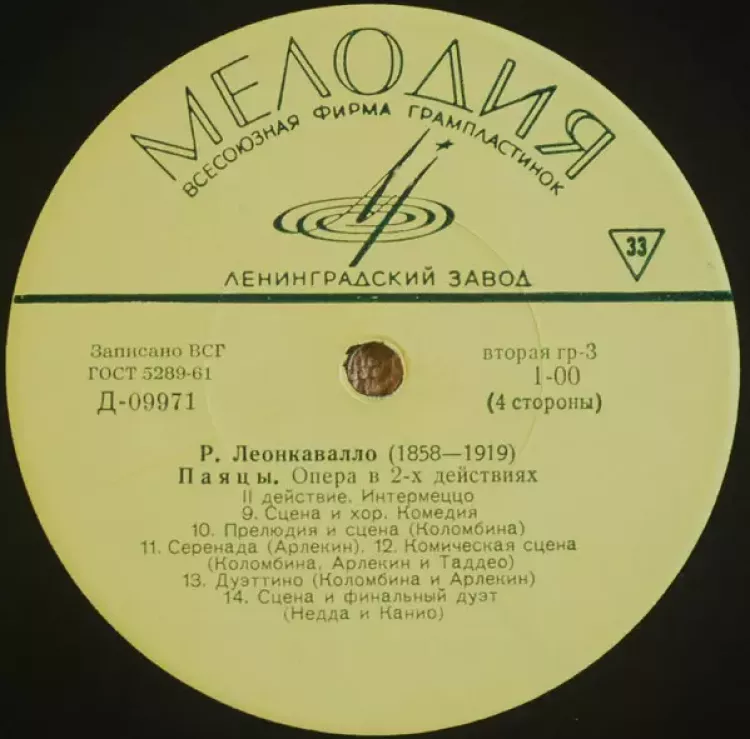 МЕЛОДИЯ
ВСЕСОЮЗНАЯ ФИРМА ГРАМПЛАСТИНОК
33
ЛЕНИНГРАДСКИЙ ЗАВОД
Записано ВСГ
ГОСТ 5289-61
Д-09971
вторая гр-3
1-00
(4 стороны)
Р. Леонкавалло (1858—1919)
Паяцы. Опера в 2-х действиях
II действие. Интермеццо
9. Сцена и хор. Комедия
10. Прелюдия и сцена (Коломбина)
11. Серенада (Арлекин). 12. Комическая сцена
(Коломбина, Арлекин и Таддео)
13. Дуэттино (Коломбина и Арлекин)
14. Сцена и финальный дуэт
(Недда и Канио)